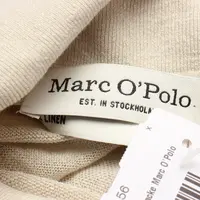 Marc O'Polo
EST. IN STOCKHOLM
LINEN
Marc O'Polo
56